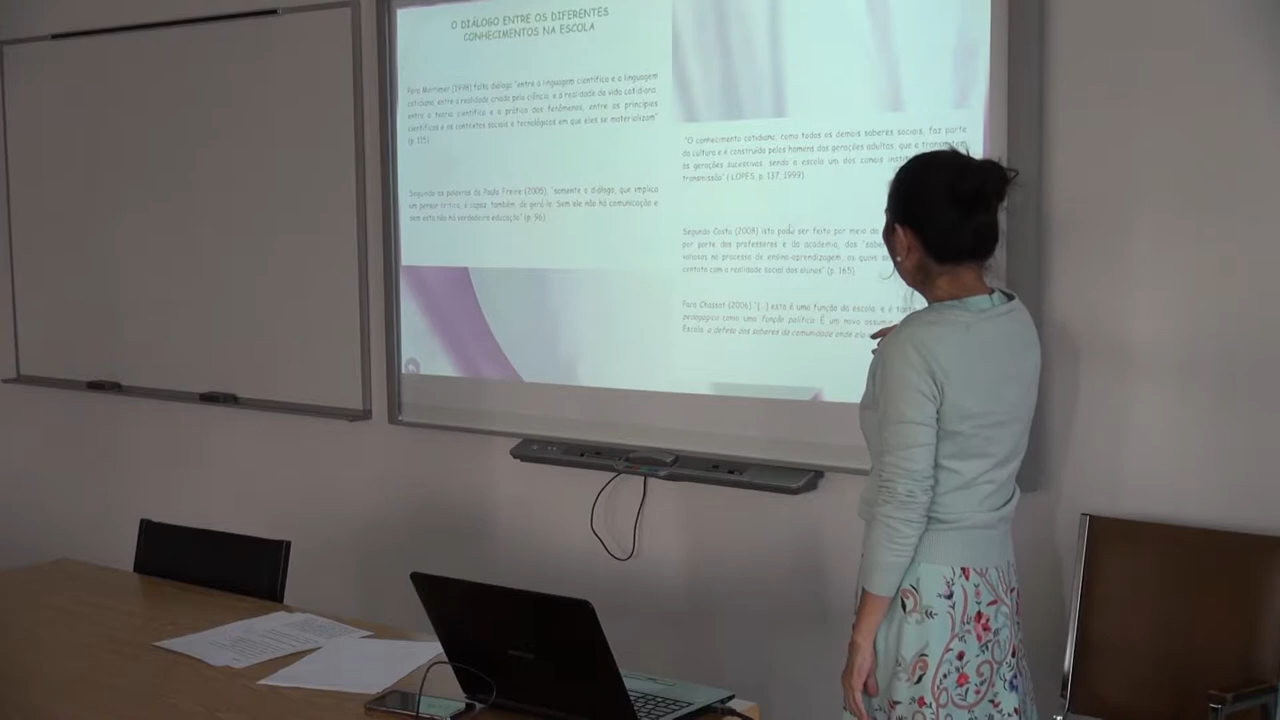 O DIÁLOGO ENTRE OS DIFERENTES
CONHECIMENTOS NA ESCOLA
Para Mortimer (1998) falta diálogo "entre a linguagem científica e a linguagem
cotidiana, entre a realidade criada pela ciência, e a realidade da vida cotidiana,
entre a teoria científica e a prática dos fenômenos, entre os princípios
científicos e os contextos sociais e tecnológicos em que eles se materializam"
(p. 115)
Segundo as palavras de Paulo Freire (2005), "somente o diálogo, que implica
um pensar crítico, é capaz, também, de gerá-lo. Sem ele não há comunicação e
sem esta não há verdadeira educação" (p. 96)
"O conhecimento cotidiano, como todos os demais saberes sociais, faz parte
da cultura e é construído pelos homens das gerações adultas, que o transmitem
às gerações sucessivas, sendo a escola um dos canais
transmissão" ( LOPES, p. 137, 1999)
Segundo Costa (2008) isto pode ser feito por meio do
por parte dos professores e da academia, dos
valiosos no processo de ensino-aprendizagem, os quais
contato com a realidade social dos alunos" (p. 165)
Para Chassot (2006) "[...] esta é uma função da escola, e é
pedagógica como uma função política. É um novo assumir
Escola: a defesa dos saberes da comunidade onde ela